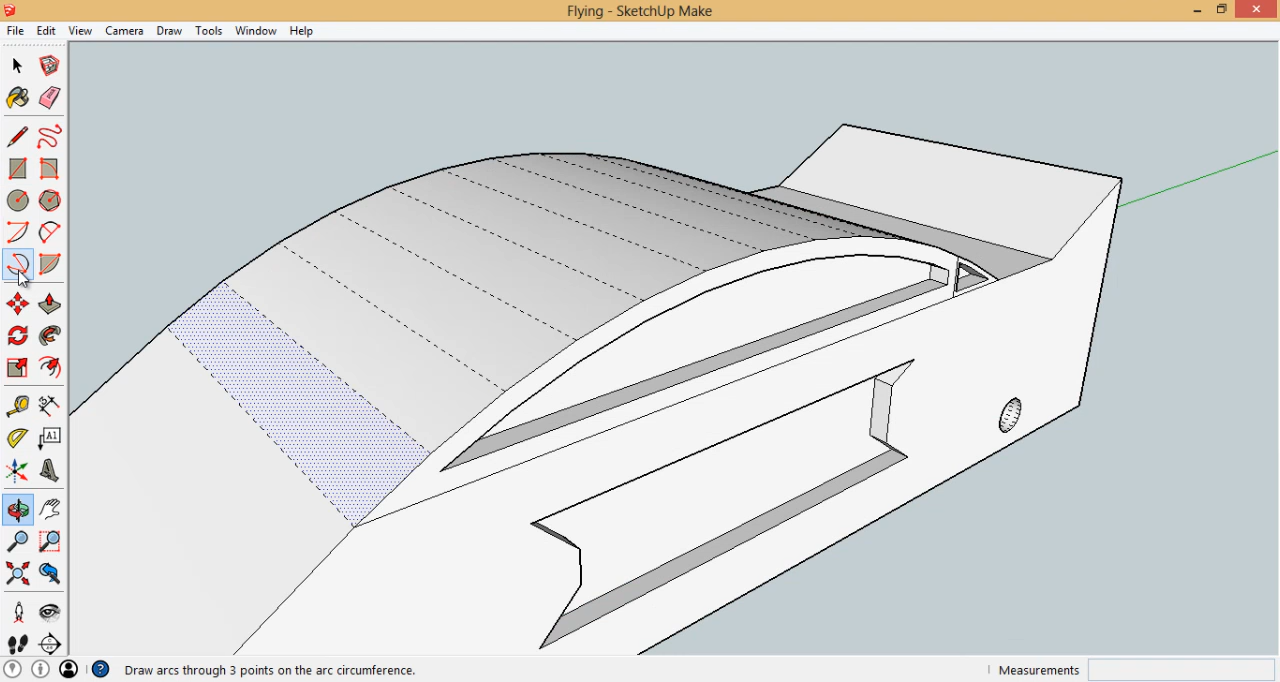 Flying - SketchUp Make
File Edit View Camera Draw Tools Window Help
A1
Draw arcs through 3 points on the arc circumference.
Measurements